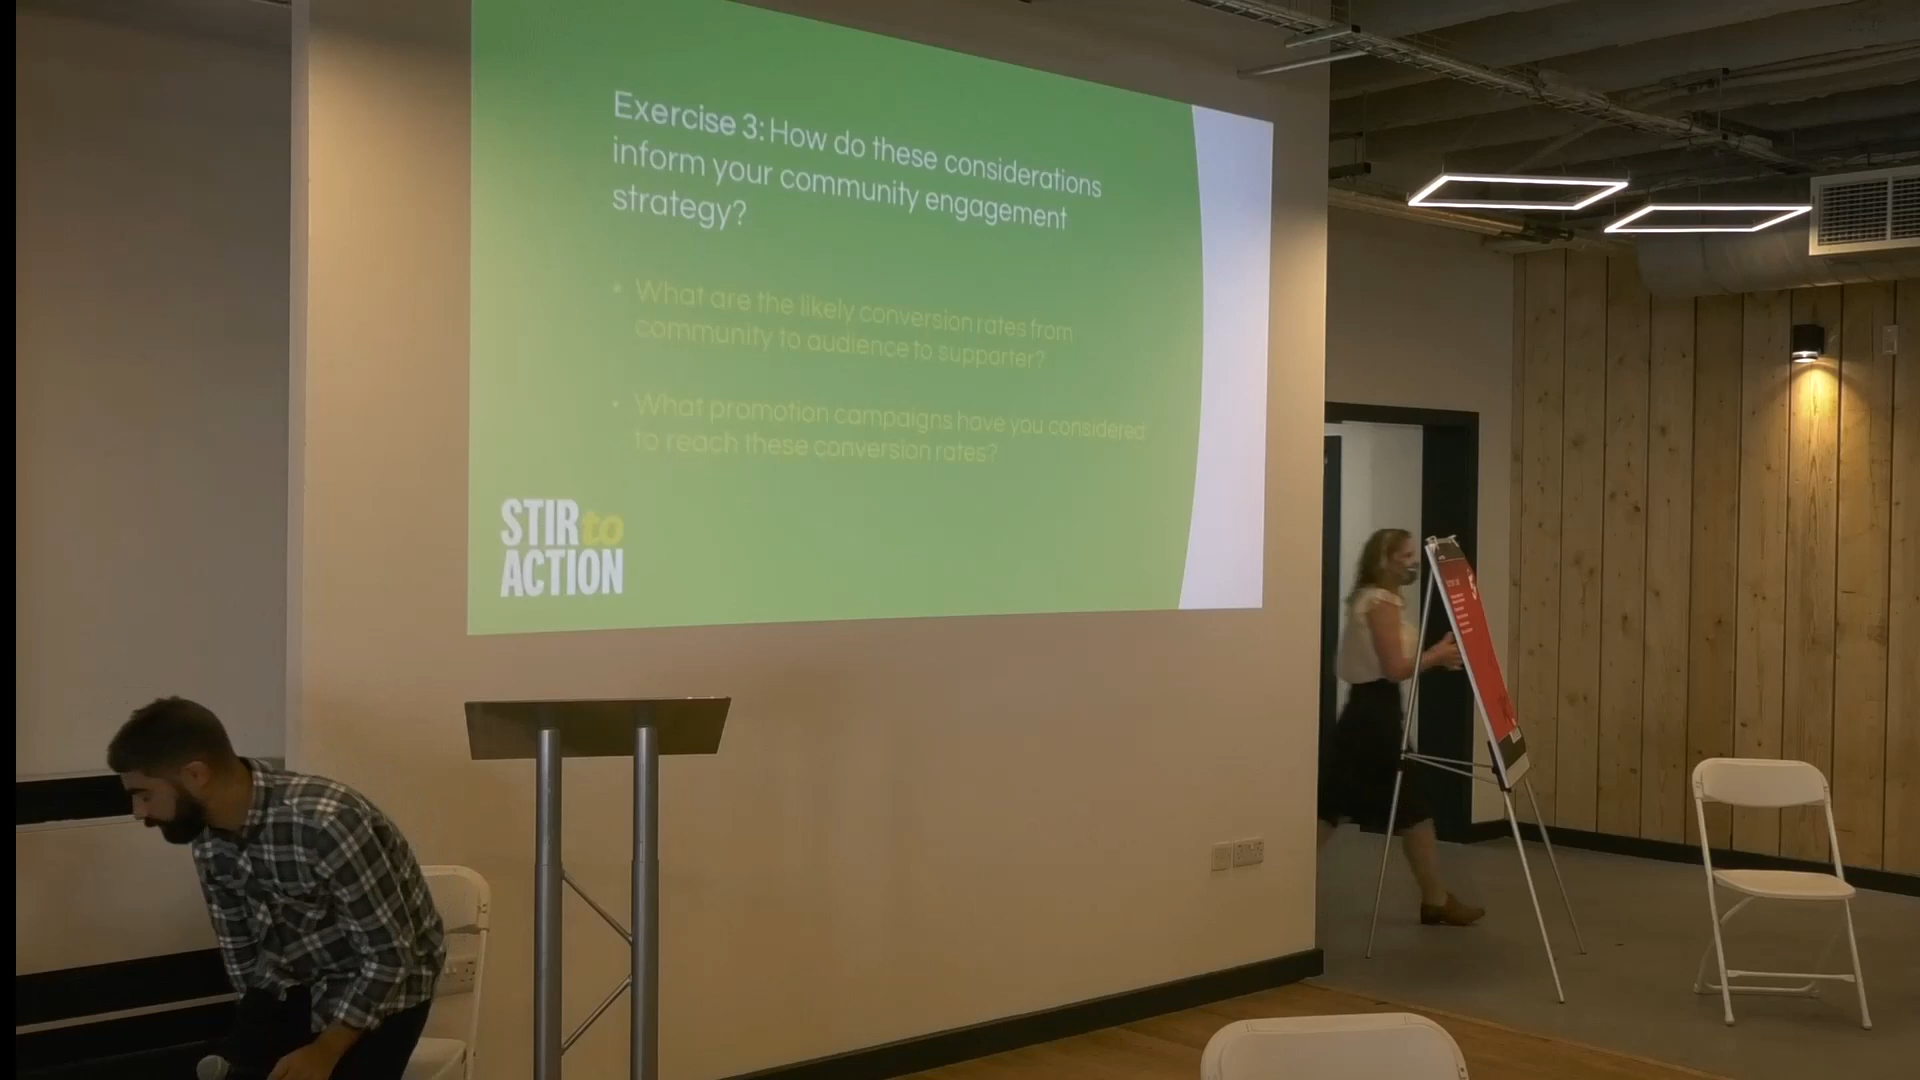 Exercise 3: How do these considerations
inform your community engagement
strategy?
• What are the likely conversion rates from
community to audience to supporter?
• What promotion campaigns have you considered
to reach these conversion rates?
STIR to
ACTION
5